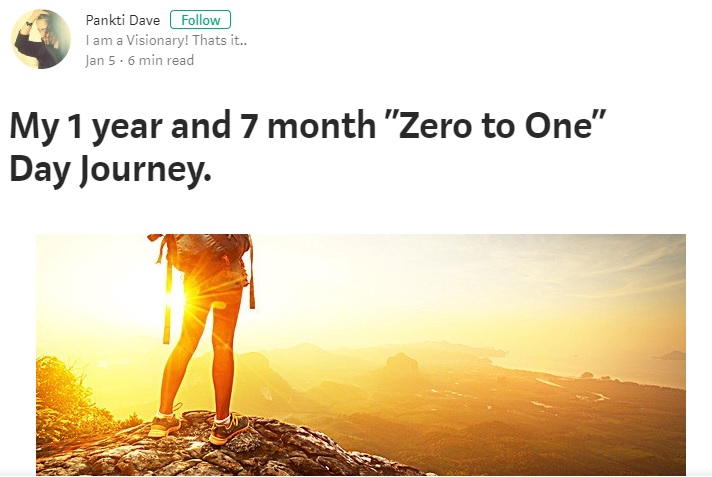 Pankti Dave Follow
I am a Visionary! Thats it..
Jan 5 · 6 min read
My 1 year and 7 month ”Zero to One”
Day Journey.